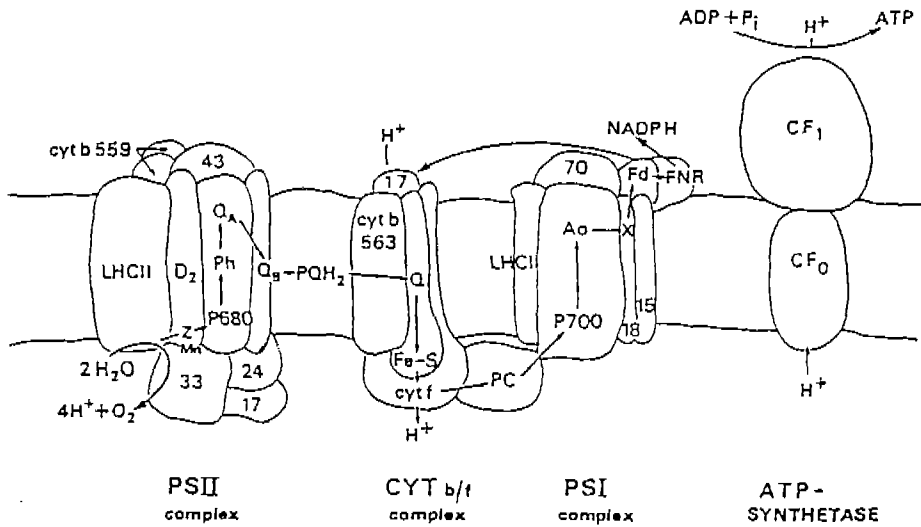 ADP+Pi H+ ATP
CF1
NADPH
H+
cyt b 559 43
17 70 Fd FNR
cyt b
563
QA
Ao X
LHCII D2 Ph QB PQH2 Q LHCI CF0
P680 P700 15
18
Z
Mn
Fe-S
2H2O 33 24 cyt f PC H+
4H++O2 17 H+
PSII CYT b/f PSI ATP-
complex complex complex SYNTHETASE